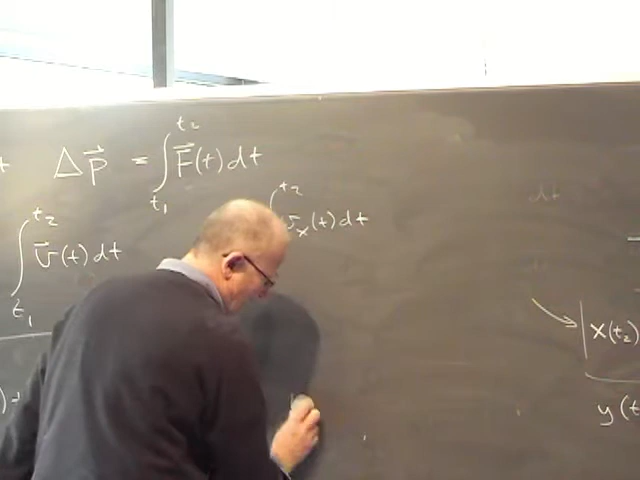 Δp⃗ = ∫_{t₁}^{t₂} F⃗(t) dt
∫_{t₁}^{t₂} v⃗(t) dt
∫^{t₂} v_x(t) dt
dt
x(t₂)
y(t